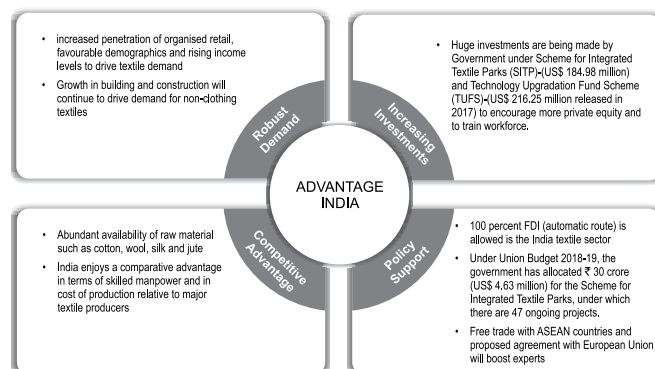 • increased penetration of organised retail,
favourable demographics and rising income
levels to drive textile demand
• Growth in building and construction will
continue to drive demand for non-clothing
textiles
Robust
Demand
• Huge investments are being made by
Government under Scheme for Integrated
Textile Parks (SITP)-(US$ 184.98 million)
and Technology Upgradation Fund Scheme
(TUFS)-(US$ 216.25 million released in
2017) to encourage more private equity and
to train workforce.
Increasing
Investments
ADVANTAGE
INDIA
• Abundant availability of raw material
such as cotton, wool, silk and jute
• India enjoys a comparative advantage
in terms of skilled manpower and in
cost of production relative to major
textile producers
Competitive
Advantage
• 100 percent FDI (automatic route) is
allowed is the India textile sector
• Under Union Budget 2018-19, the
government has allocated ₹ 30 crore
(US$ 4,63 million) for the Scheme for
Integrated Textile Parks, under which
there are 47 ongoing projects.
• Free trade with ASEAN countries and
proposed agreement with European Union
will boost experts
Policy
Support